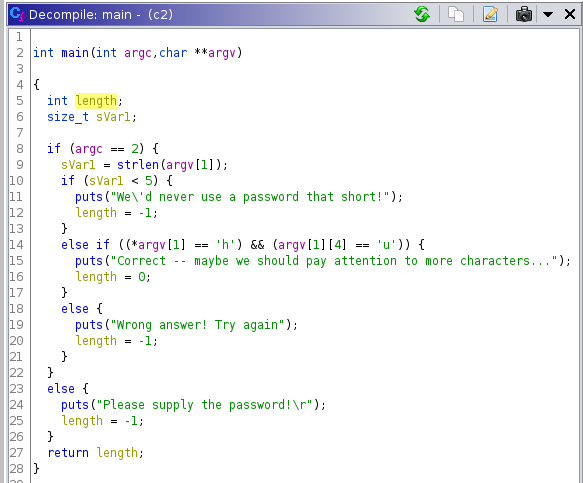 Decompile: main - (c2)
1
2 int main(int argc,char **argv)
3
4 {
5 int length;
6 size_t sVar1;
7
8 if (argc == 2) {
9 sVar1 = strlen(argv[1]);
10 if (sVar1 < 5) {
11 puts("We\'d never use a password that short!");
12 length = -1;
13 }
14 else if ((*argv[1] == 'h') && (argv[1][4] == 'u')) {
15 puts("Correct -- maybe we should pay attention to more characters...");
16 length = 0;
17 }
18 else {
19 puts("Wrong answer! Try again");
20 length = -1;
21 }
22 }
23 else {
24 puts("Please supply the password!\r");
25 length = -1;
26 }
27 return length;
28 }